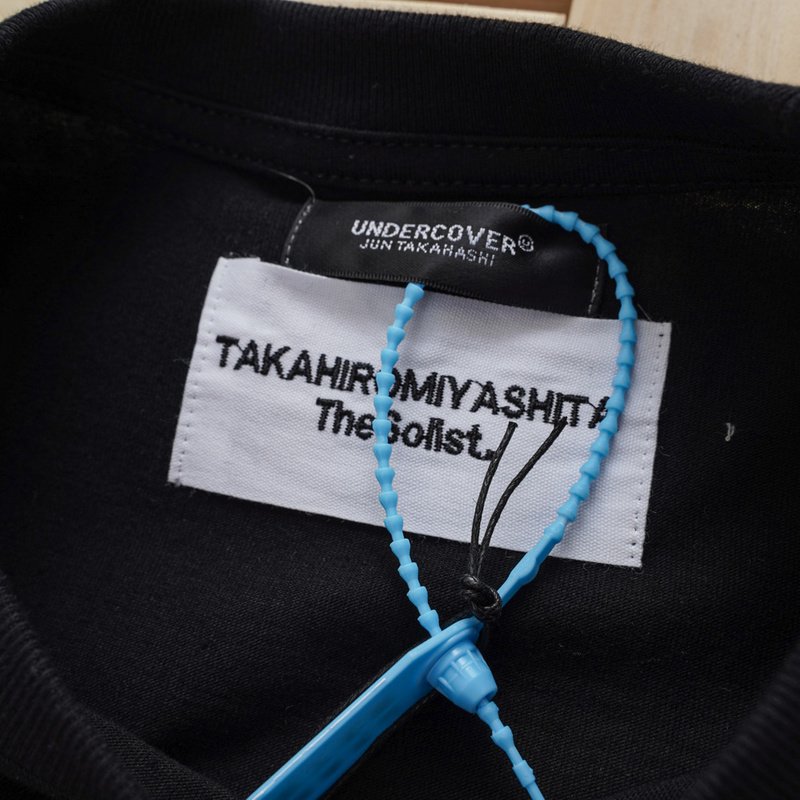 UNDERCOVER
JUN TAKAHASHI
TAKAHIROMIYASHITA
TheSolist.